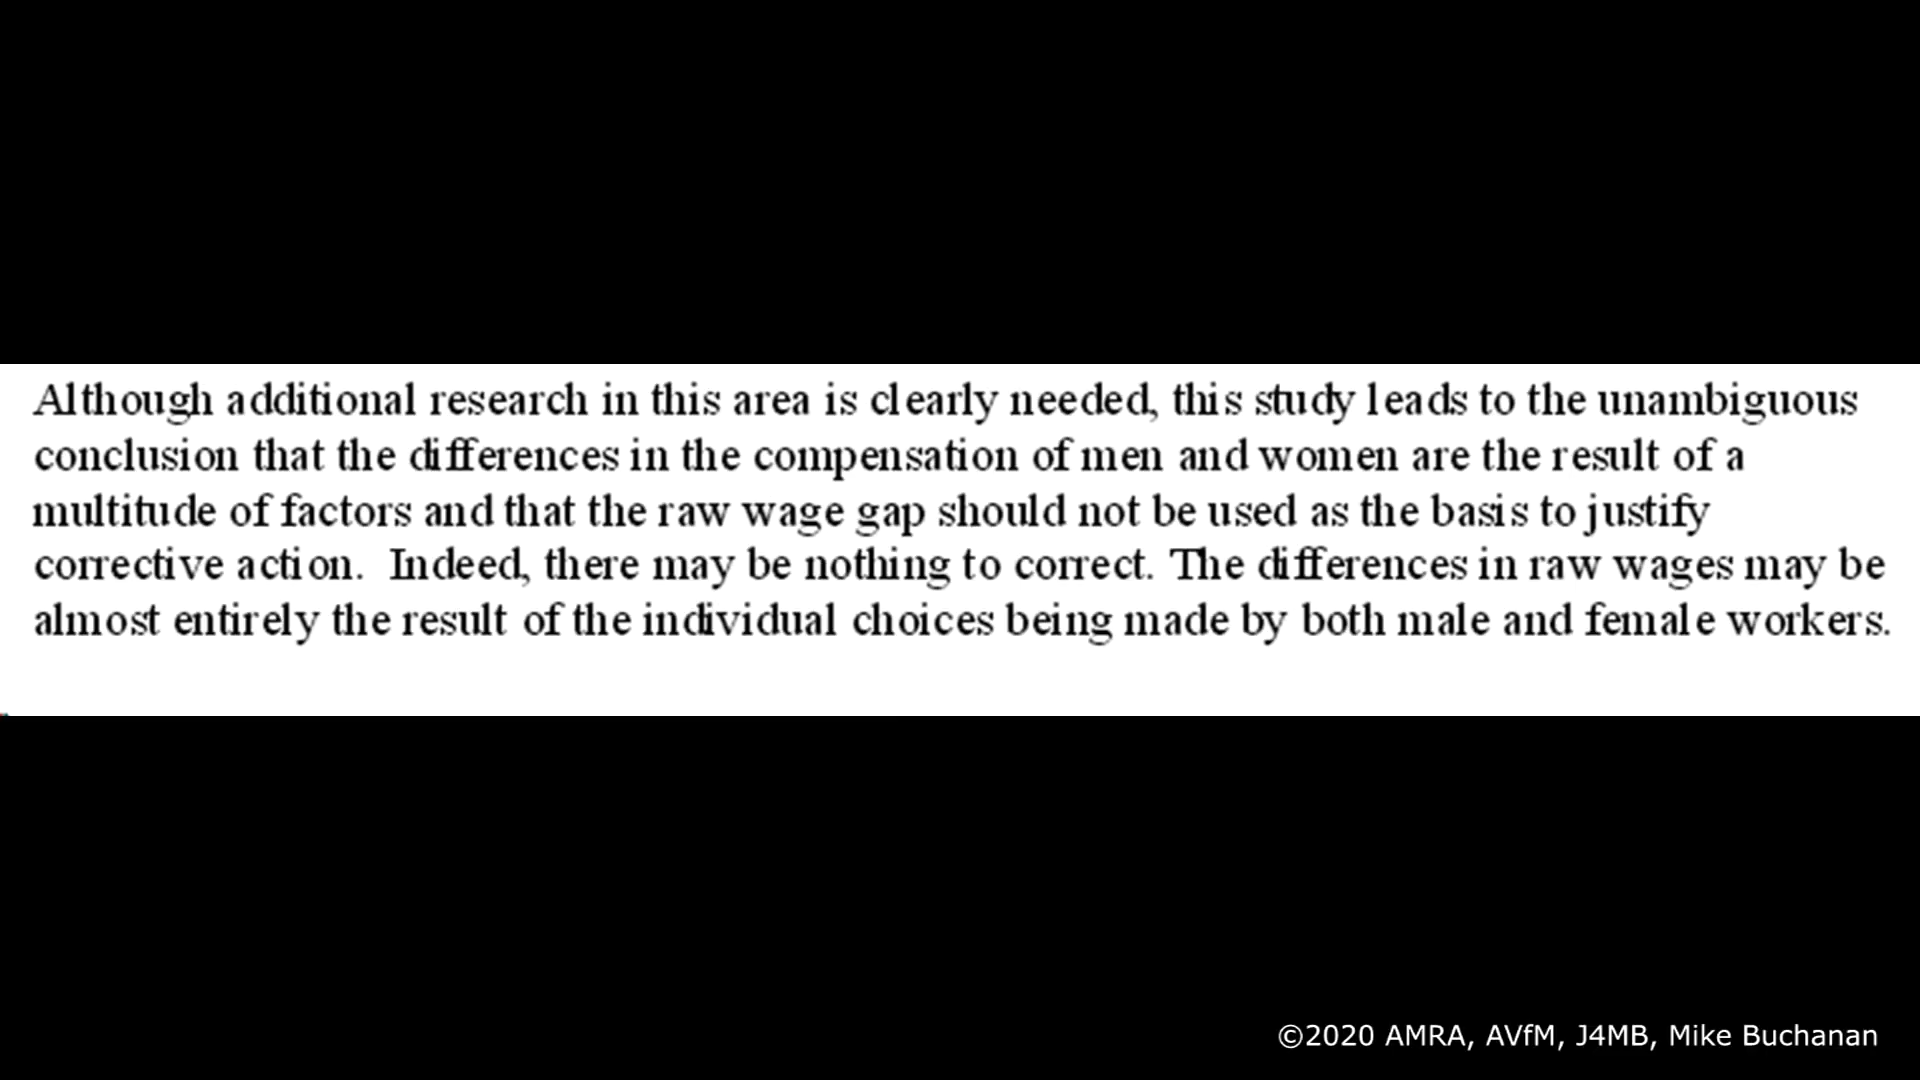 Although additional research in this area is clearly needed, this study leads to the unambiguous
conclusion that the differences in the compensation of men and women are the result of a
multitude of factors and that the raw wage gap should not be used as the basis to justify
corrective action.  Indeed, there may be nothing to correct. The differences in raw wages may be
almost entirely the result of the individual choices being made by both male and female workers.
©2020 AMRA, AVfM, J4MB, Mike Buchanan